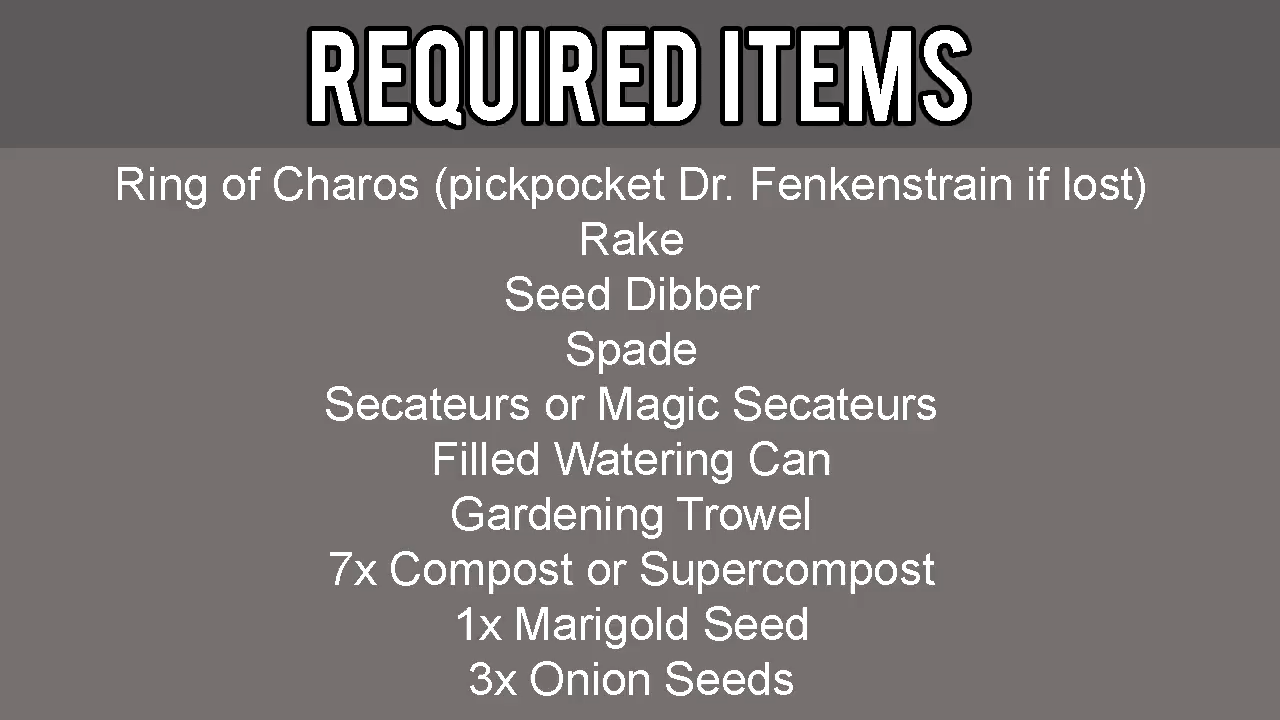 REQUIRED ITEMS
Ring of Charos (pickpocket Dr. Fenkenstrain if lost)
Rake
Seed Dibber
Spade
Secateurs or Magic Secateurs
Filled Watering Can
Gardening Trowel
7x Compost or Supercompost
1x Marigold Seed
3x Onion Seeds